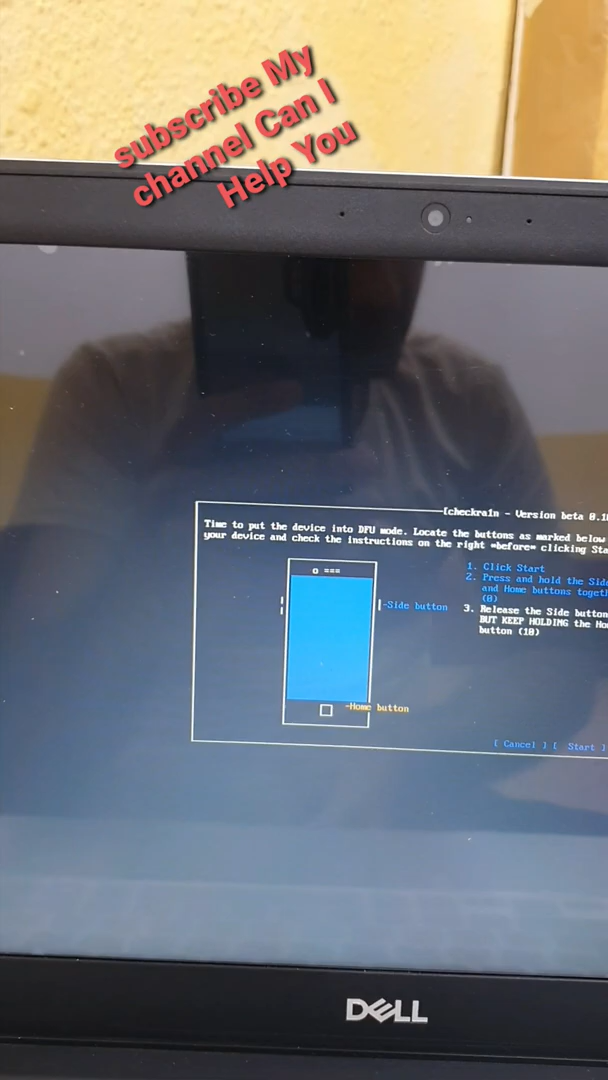 subscribe My
channel Can I
Help You
[checkra1n - Version beta 0.1
Time to put the device into DFU mode. Locate the buttons as marked below
your device and check the instructions on the right =before= clicking
1. Click Start
2. Press and hold the
and Home buttons
(0)
-Side button
3. Release the Side button
BUT KEEP HOLDING the
button (10)
-Home button
[ Cancel ] [ Start ]
DELL